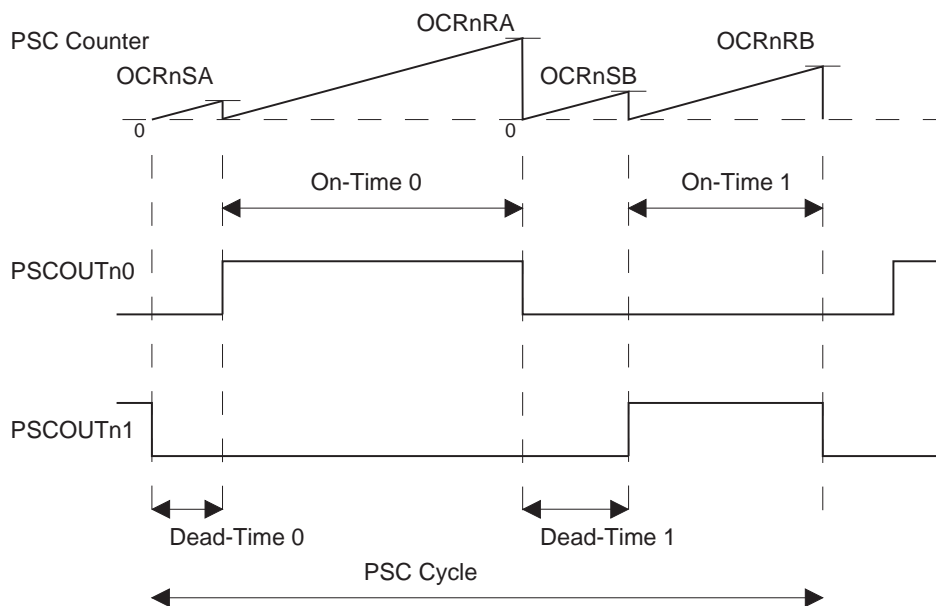 OCRnRA
PSC Counter
OCRnRB
OCRnSA
OCRnSB
0
0
On-Time 0
On-Time 1
PSCOUTn0
PSCOUTn1
Dead-Time 0
Dead-Time 1
PSC Cycle